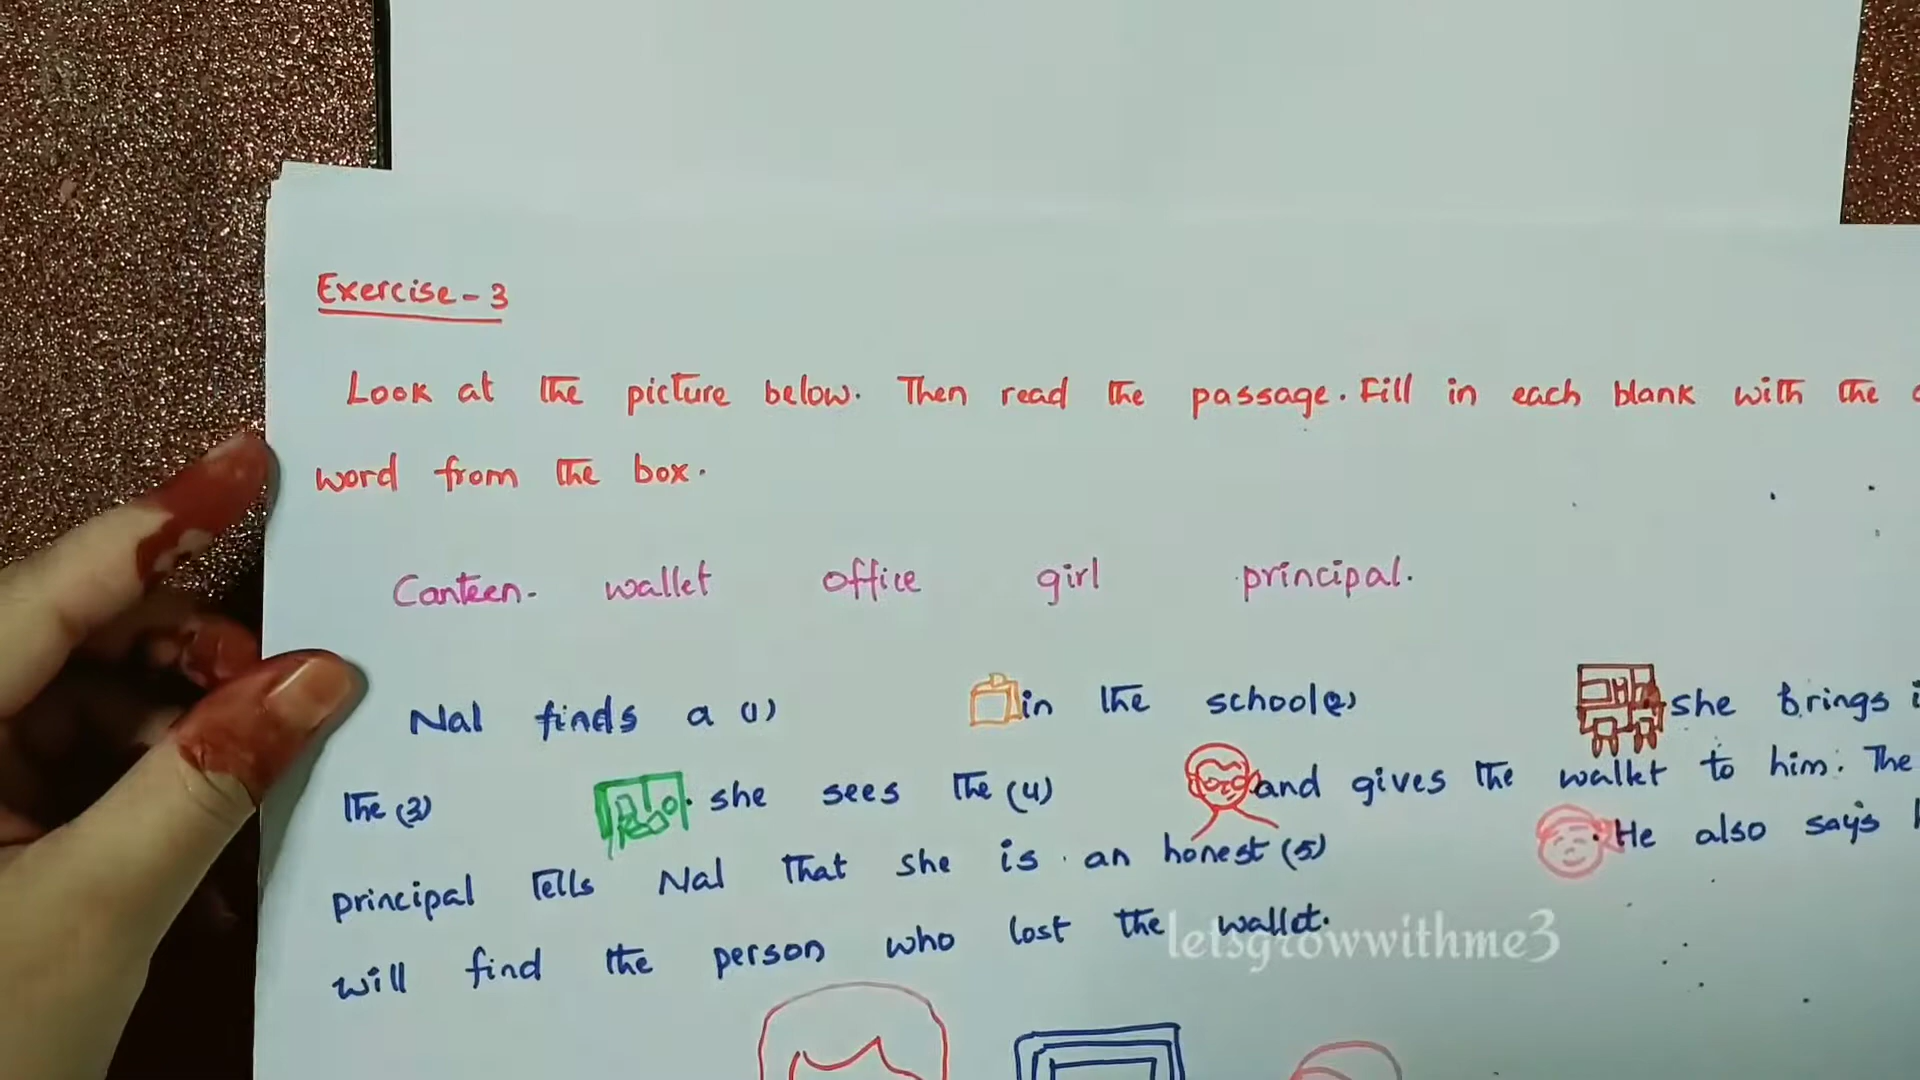 Exercise - 3
Look at the picture below. Then read the passage. Fill in each blank with the
word from the box.
Canteen. wallet office girl principal.
Nal finds a (1) in the school (2) she brings
the (3) . she sees the (4) and gives the wallet to him. The
principal tells Nal that she is an honest (5) . He also says
will find the person who lost the wallet.
letsgrowwithme3